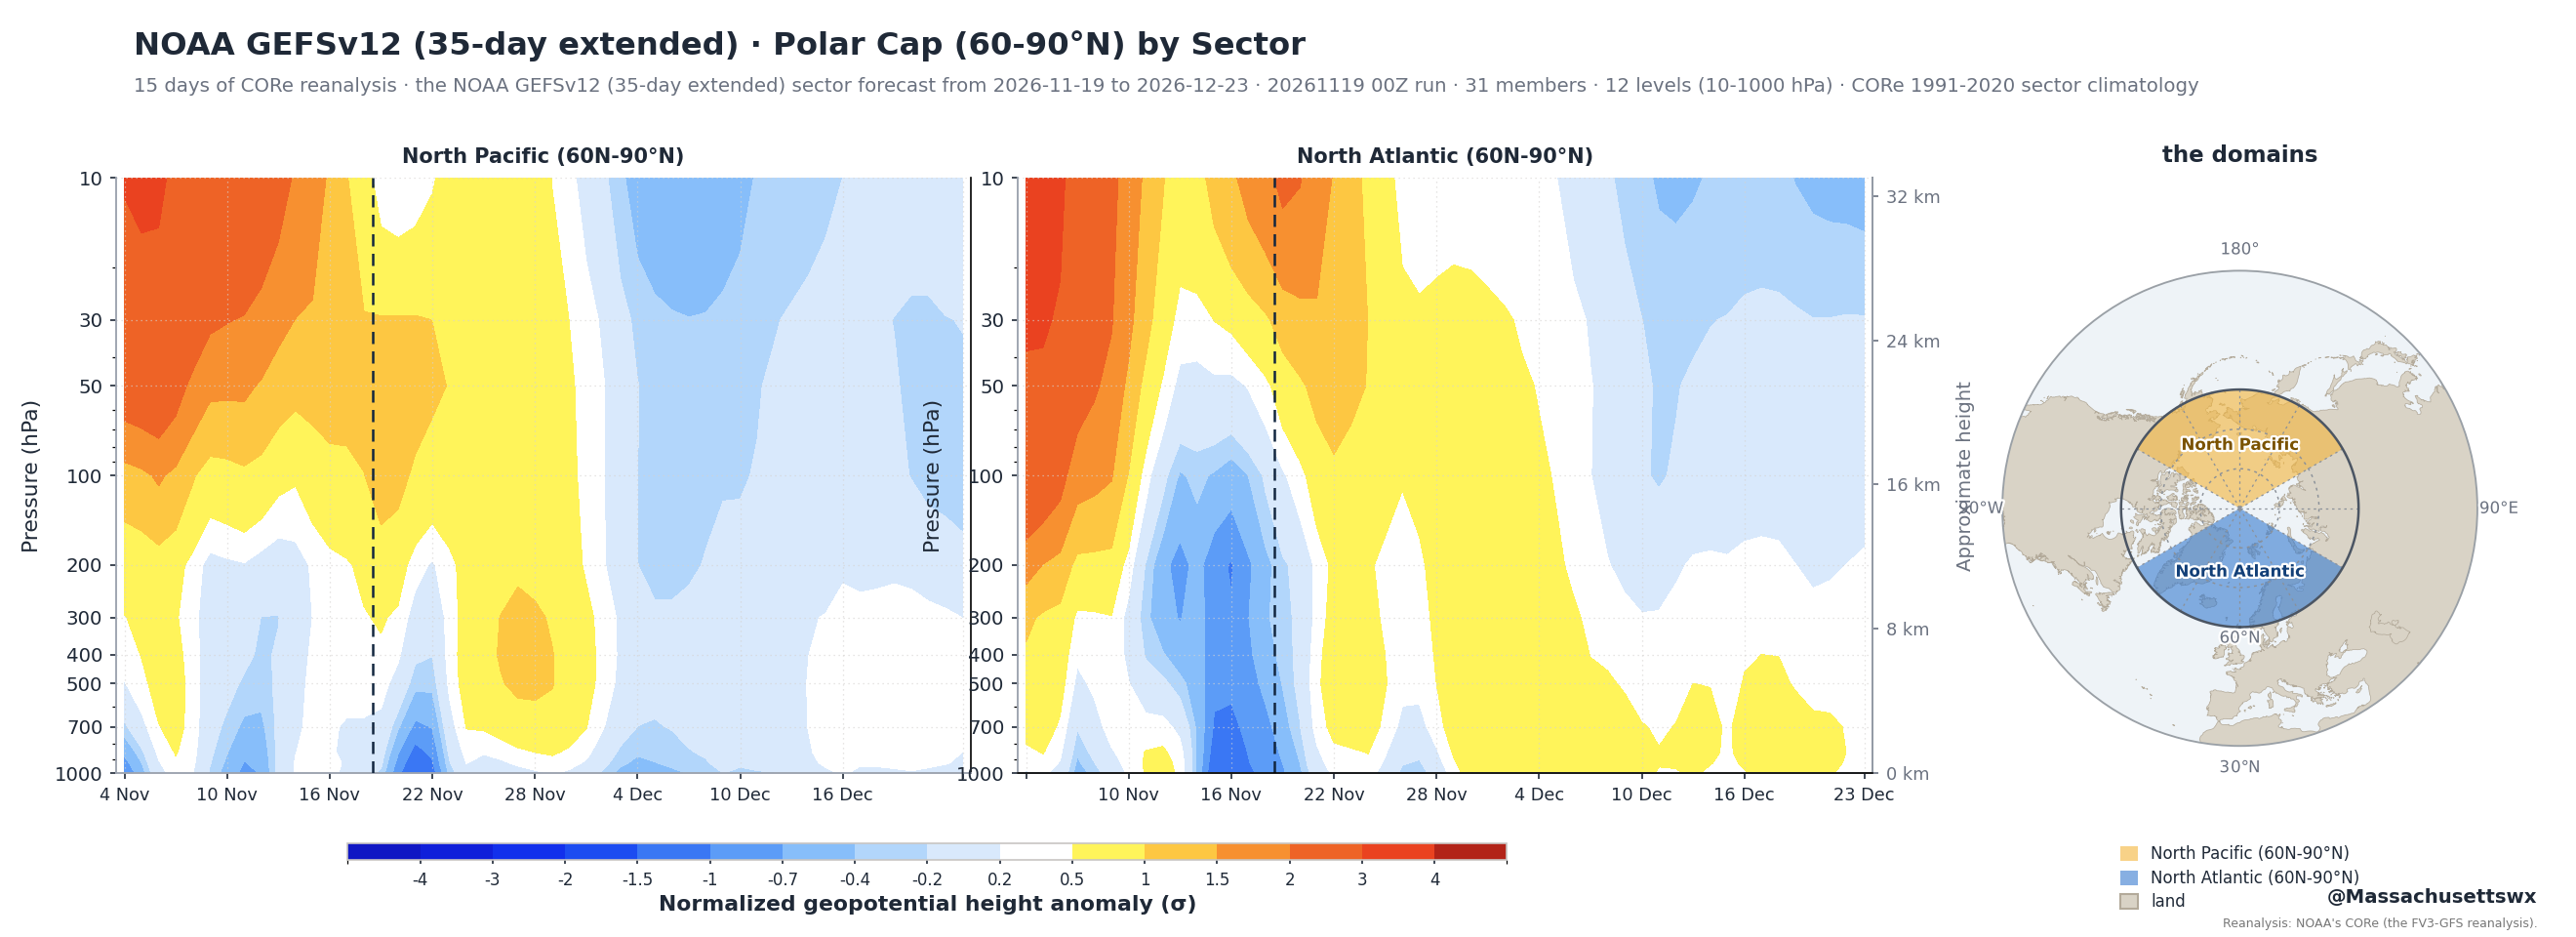 NOAA GEFSv12 (35-day extended) · Polar Cap (60-90°N) by Sector
15 days of CORe reanalysis · the NOAA GEFSv12 (35-day extended) sector forecast from 2026-11-19 to 2026-12-23 · 20261119 00Z run · 31 members · 12 levels (10-1000 hPa) · CORe 1991-2020 sector climatology
North Pacific (60N-90°N)
Pressure (hPa)
10
30
50
100
200
300
400
500
700
1000
4 Nov
10 Nov
16 Nov
22 Nov
28 Nov
4 Dec
10 Dec
16 Dec
North Atlantic (60N-90°N)
Pressure (hPa)
10
30
50
100
200
300
400
500
700
1000
10 Nov
16 Nov
22 Nov
28 Nov
4 Dec
10 Dec
16 Dec
23 Dec
32 km
24 km
16 km
8 km
0 km
Approximate height
the domains
180°
90°W
90°E
North Pacific
North Atlantic
60°N
30°N
-4
-3
-2
-1.5
-1
-0.7
-0.4
-0.2
0.2
0.5
1
1.5
2
3
4
Normalized geopotential height anomaly (σ)
North Pacific (60N-90°N)
North Atlantic (60N-90°N)
land
@Massachusettswx
Reanalysis: NOAA's CORe (the FV3-GFS reanalysis).